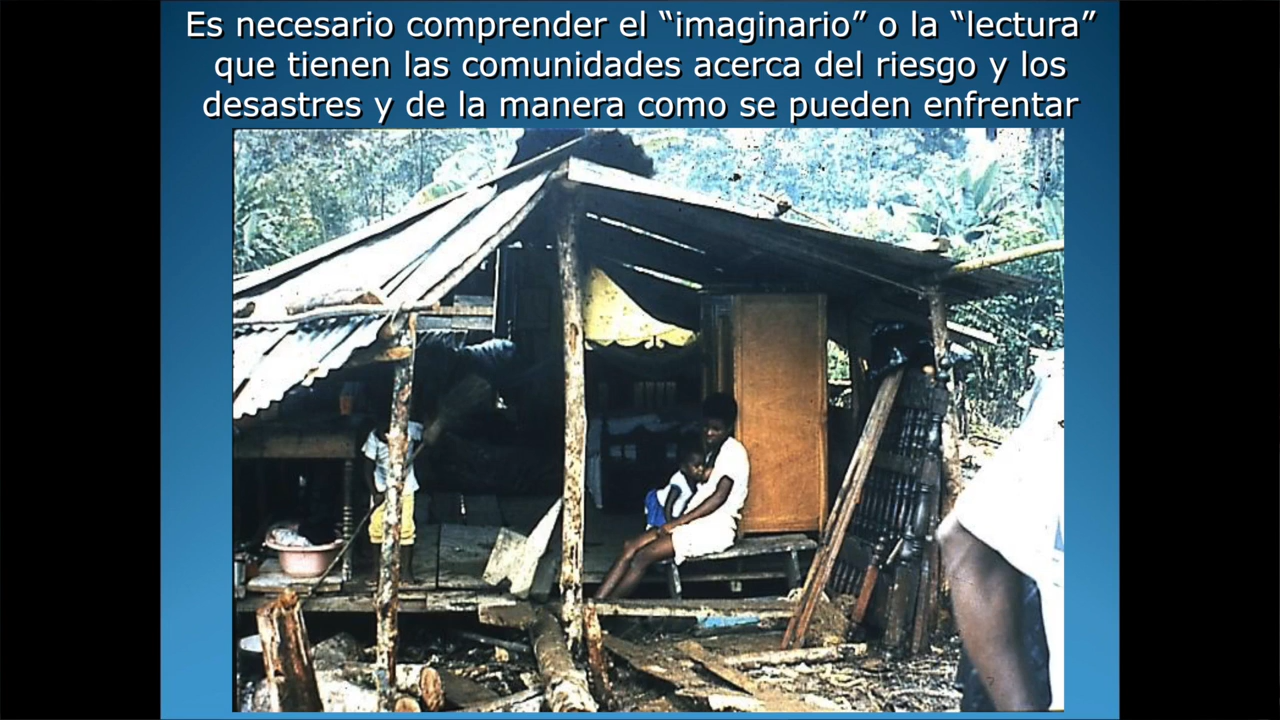 Es necesario comprender el “imaginario” o la “lectura”
que tienen las comunidades acerca del riesgo y los
desastres y de la manera como se pueden enfrentar